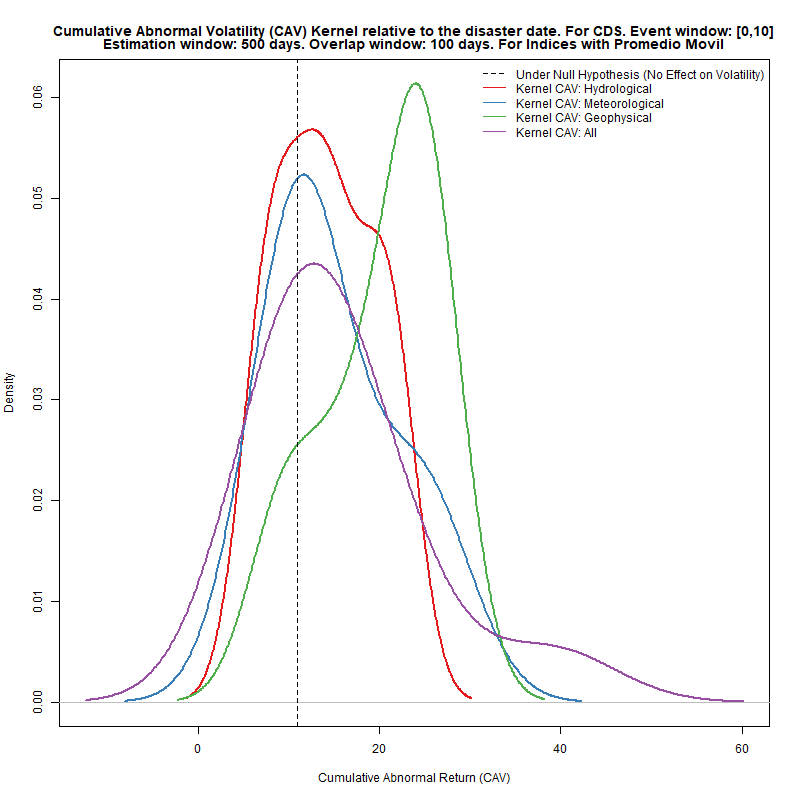 Cumulative Abnormal Volatility (CAV) Kernel relative to the disaster date. For CDS. Event window: [0,10]
Estimation window: 500 days. Overlap window: 100 days. For Indices with Promedio Movil
Under Null Hypothesis (No Effect on Volatility)
Kernel CAV: Hydrological
Kernel CAV: Meteorological
Kernel CAV: Geophysical
Kernel CAV: All
0.06
0.05
0.04
0.03
0.02
0.01
0.00
Density
0 20 40 60
Cumulative Abnormal Return (CAV)